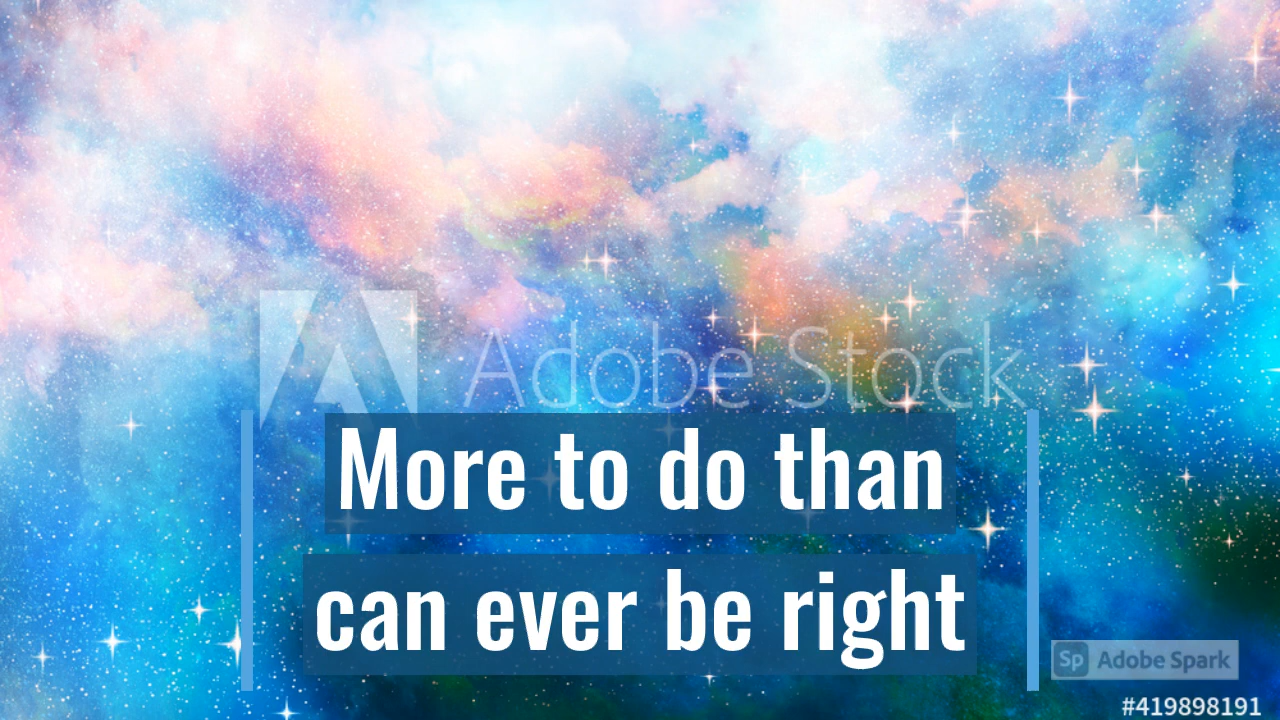 Adobe Stock
More to do than
can ever be right
Sp Adobe Spark
#419898191